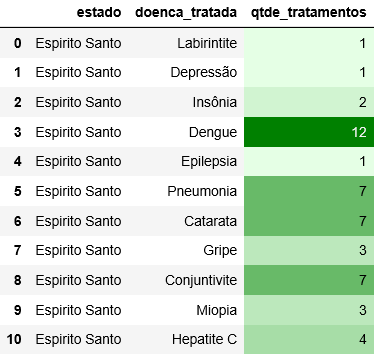 estado doenca_tratada qtde_tratamentos
0 Espirito Santo Labirintite 1
1 Espirito Santo Depressão 1
2 Espirito Santo Insônia 2
3 Espirito Santo Dengue 12
4 Espirito Santo Epilepsia 1
5 Espirito Santo Pneumonia 7
6 Espirito Santo Catarata 7
7 Espirito Santo Gripe 3
8 Espirito Santo Conjuntivite 7
9 Espirito Santo Miopia 3
10 Espirito Santo Hepatite C 4